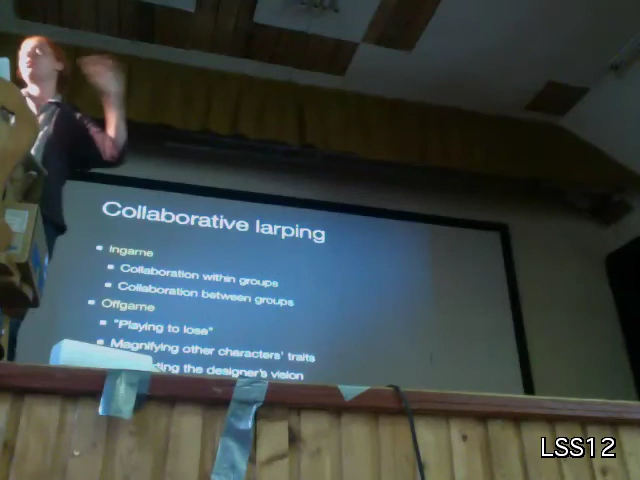 Collaborative larping
Ingame
Collaboration within groups
Collaboration between groups
Offgame
"Playing to lose"
Magnifying other characters' traits
ting the designer's vision
LSS12